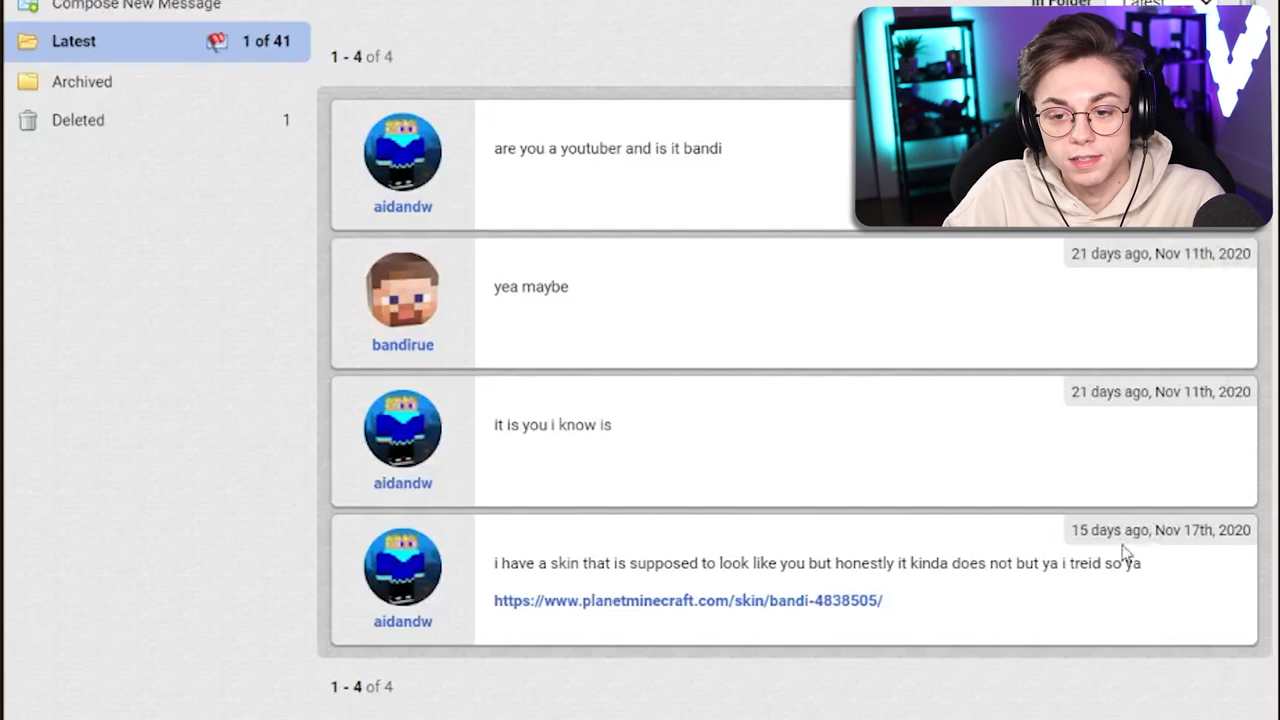 Compose New Message
In Folder
Latest
Latest
1 of 41
1 - 4 of 4
Archived
Deleted
1
are you a youtuber and is it bandi
aidandw
21 days ago, Nov 11th, 2020
yea maybe
bandirue
21 days ago, Nov 11th, 2020
it is you i know is
aidandw
15 days ago, Nov 17th, 2020
i have a skin that is supposed to look like you but honestly it kinda does not but ya i treid so ya
https://www.planetminecraft.com/skin/bandi-4838505/
aidandw
1 - 4 of 4